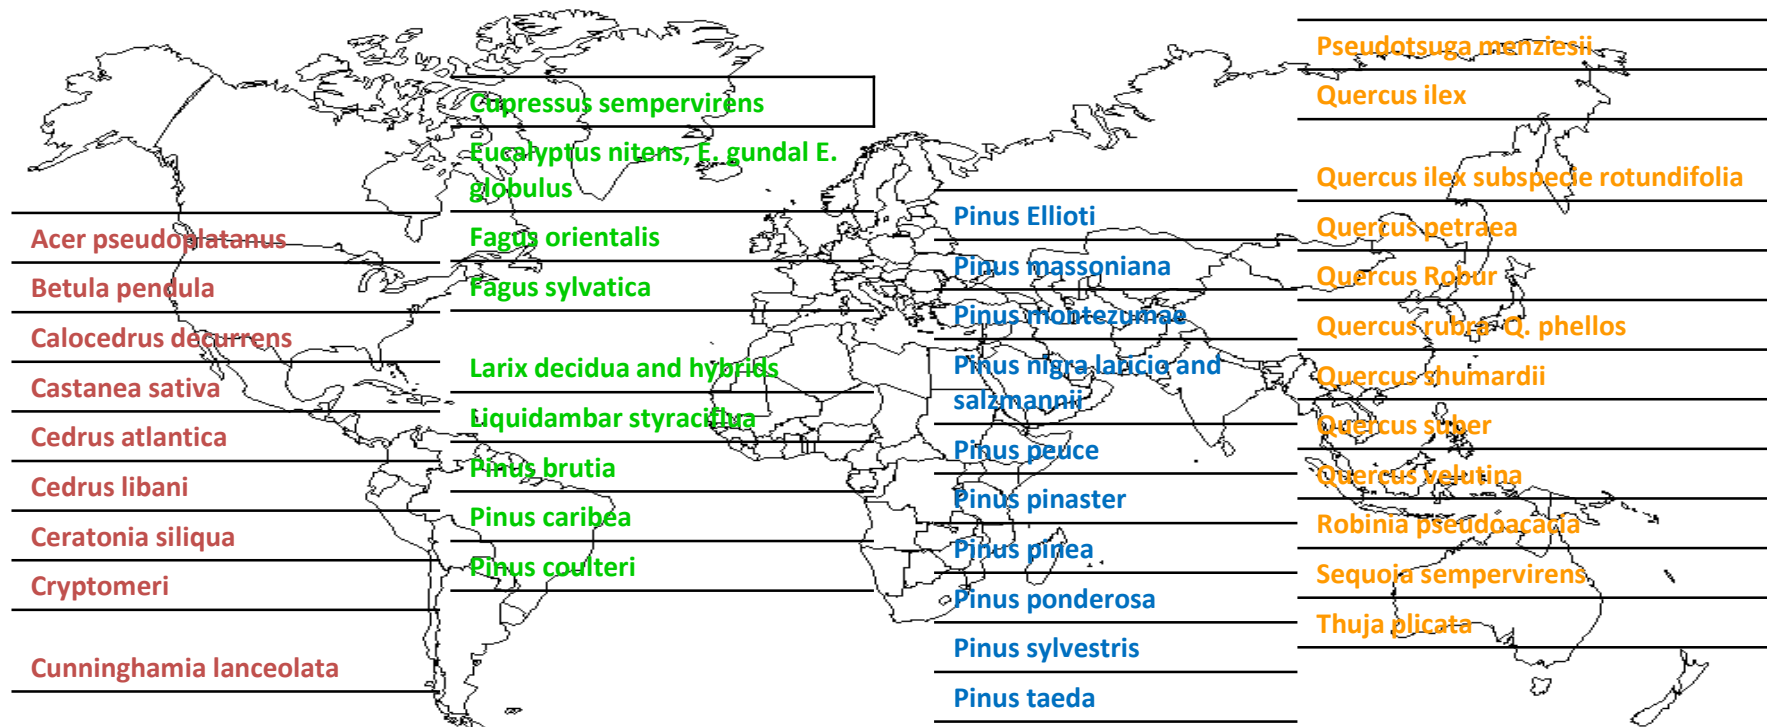 Acer pseudoplatanus
Betula pendula
Calocedrus decurrens
Castanea sativa
Cedrus atlantica
Cedrus libani
Ceratonia siliqua
Cryptomeri
Cunninghamia lanceolata
Cupressus sempervirens
Eucalyptus nitens, E. gundal E.
globulus
Fagus orientalis
Fagus sylvatica
Larix decidua and hybrids
Liquidambar styraciflua
Pinus brutia
Pinus caribea
Pinus coulteri
Pinus Ellioti
Pinus massoniana
Pinus montezumae
Pinus nigra laricio and
salzmannii
Pinus peuce
Pinus pinaster
Pinus pinea
Pinus ponderosa
Pinus sylvestris
Pinus taeda
Pseudotsuga menziesii
Quercus ilex
Quercus ilex subspecie rotundifolia
Quercus petraea
Quercus Robur
Quercus rubra Q. phellos
Quercus shumardii
Quercus suber
Quercus velutina
Robinia pseudoacacia
Sequoja sempervirens
Thuja plicata